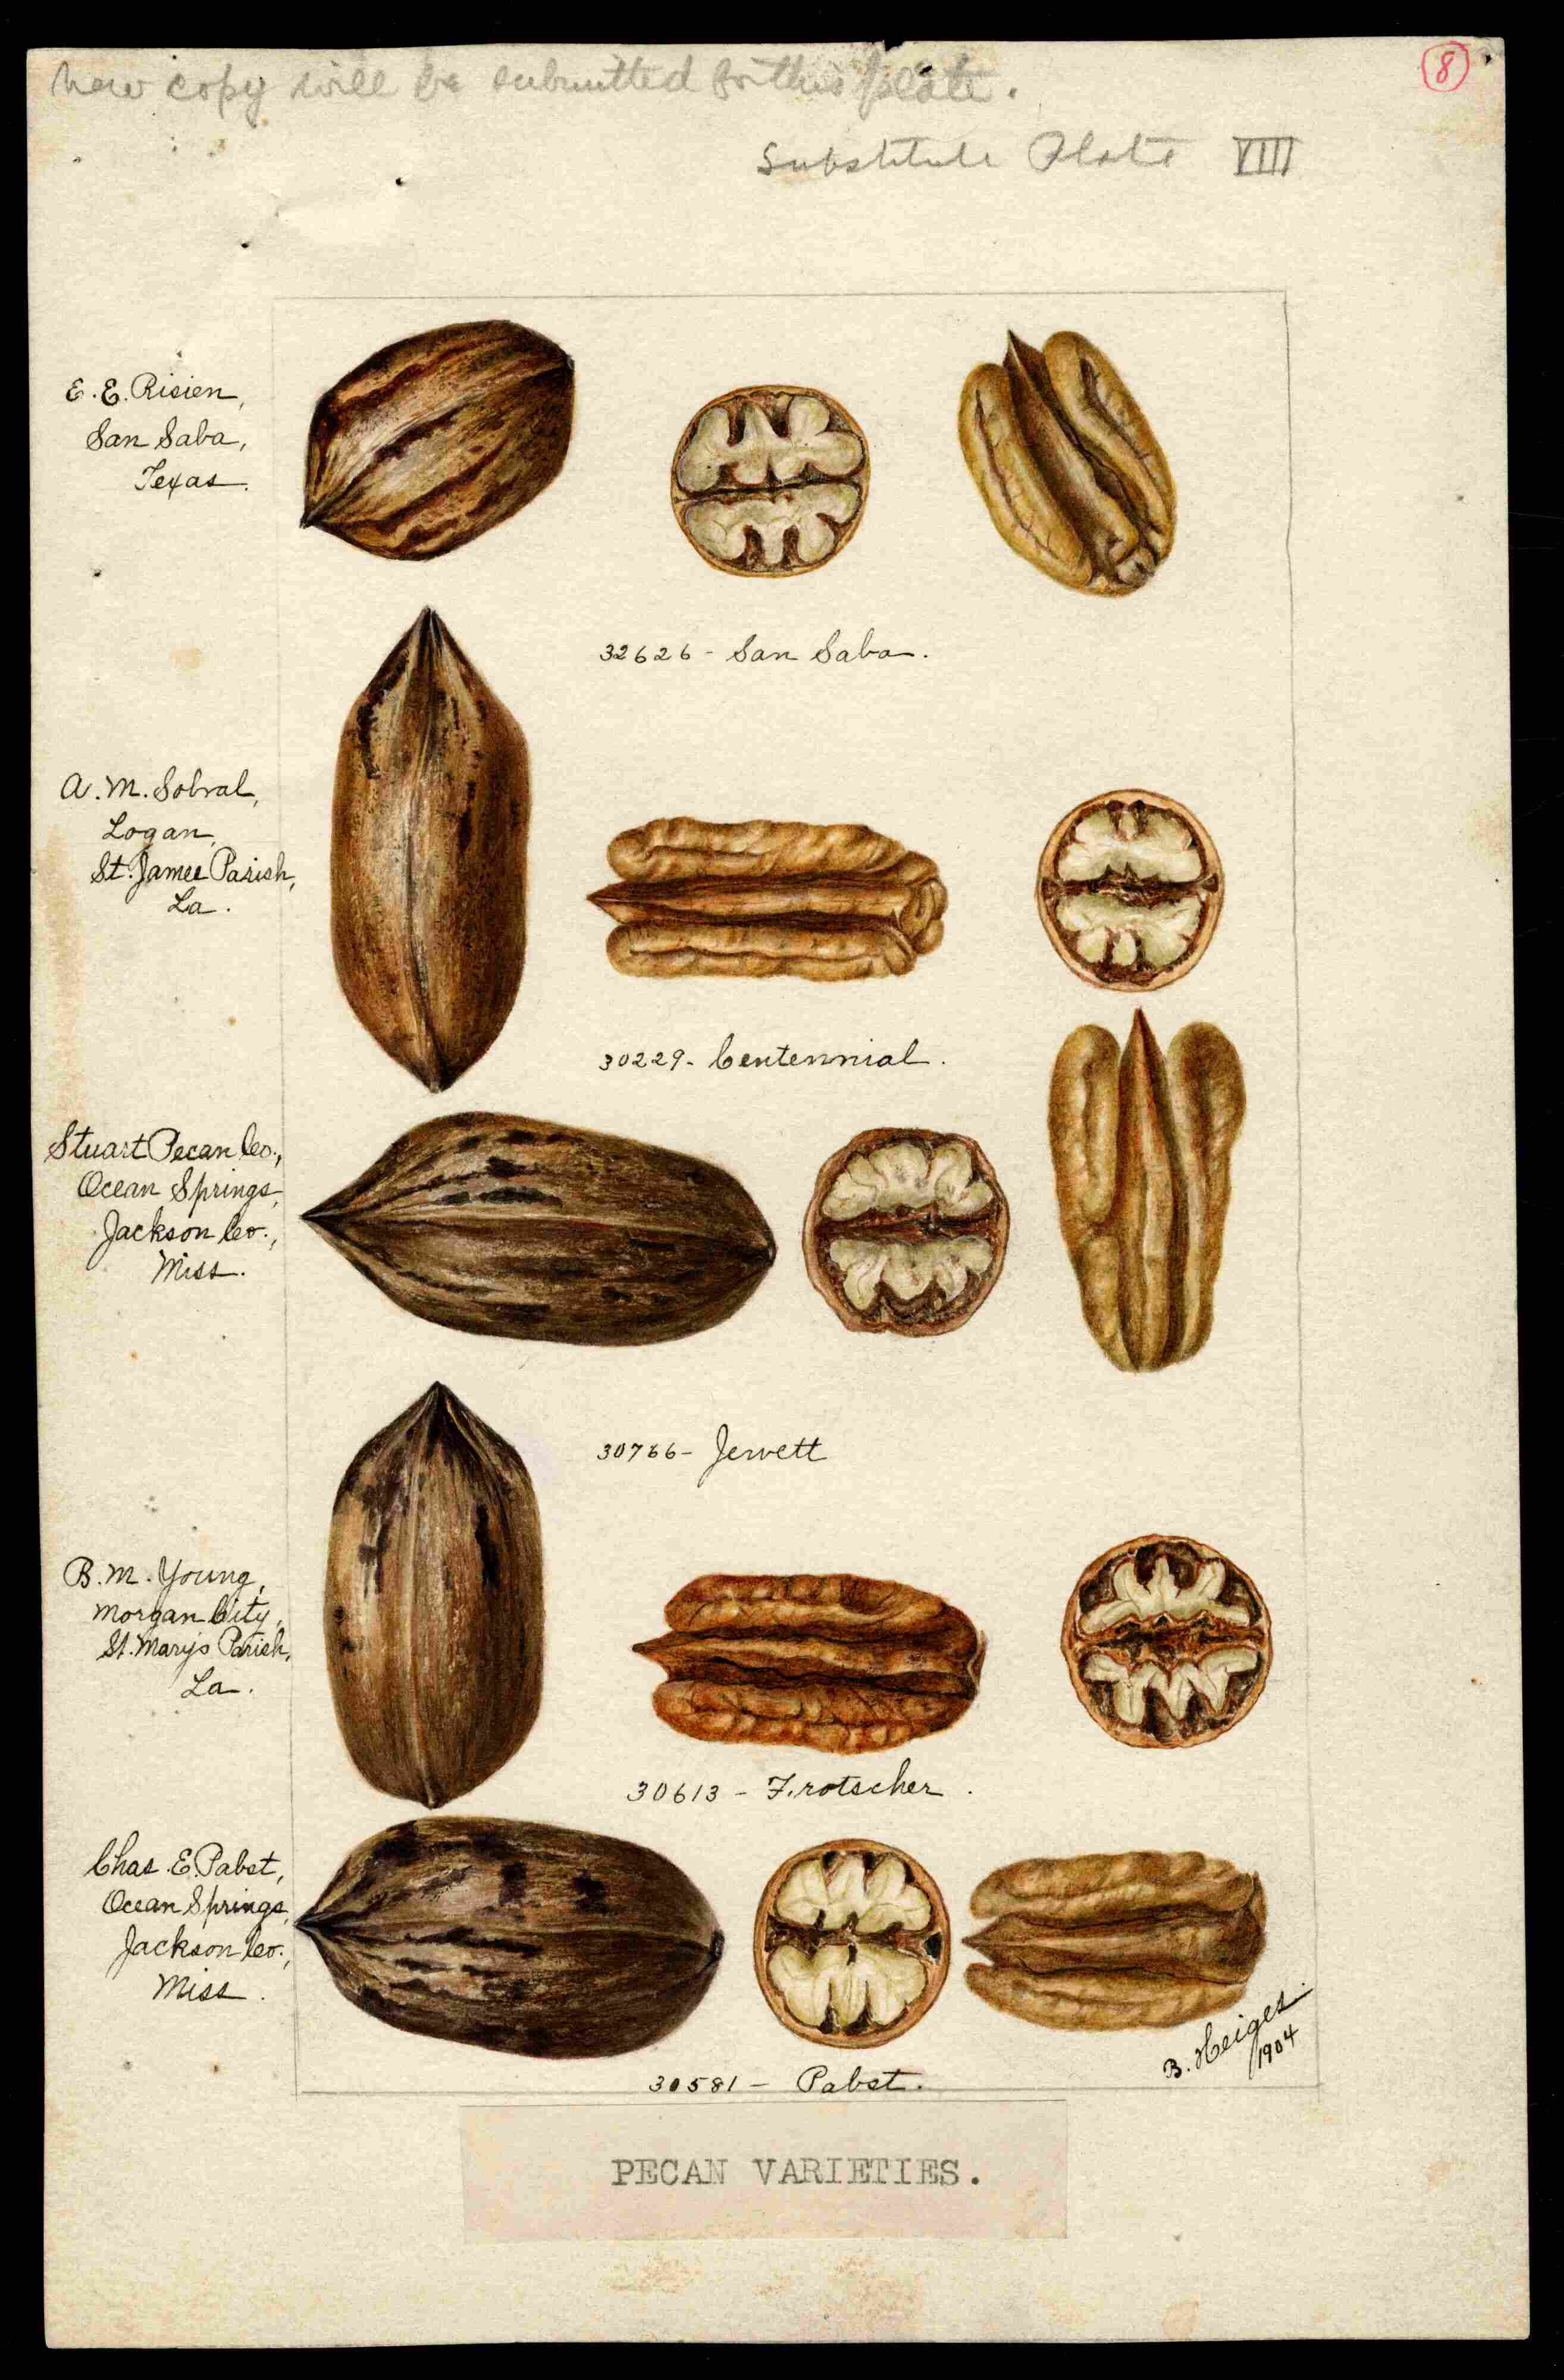 new copy will be submitted for this plate.
8
Substitute Plate VIII
E. E. Risien,
San Saba,
Texas.
32626 - San Saba.
A. M. Sobral,
Logan,
St. James Parish,
La.
30229 - Centennial.
Stuart Pecan Co.,
Ocean Springs,
Jackson Co.,
Miss.
30766 - Jewett
B. M. Young,
Morgan City,
St. Mary's Parish,
La.
30613 - Frotscher.
Chas. E. Pabst,
Ocean Springs,
Jackson Co.,
Miss.
30581 - Pabst.
B. Heiges
1904
PECAN VARIETIES.